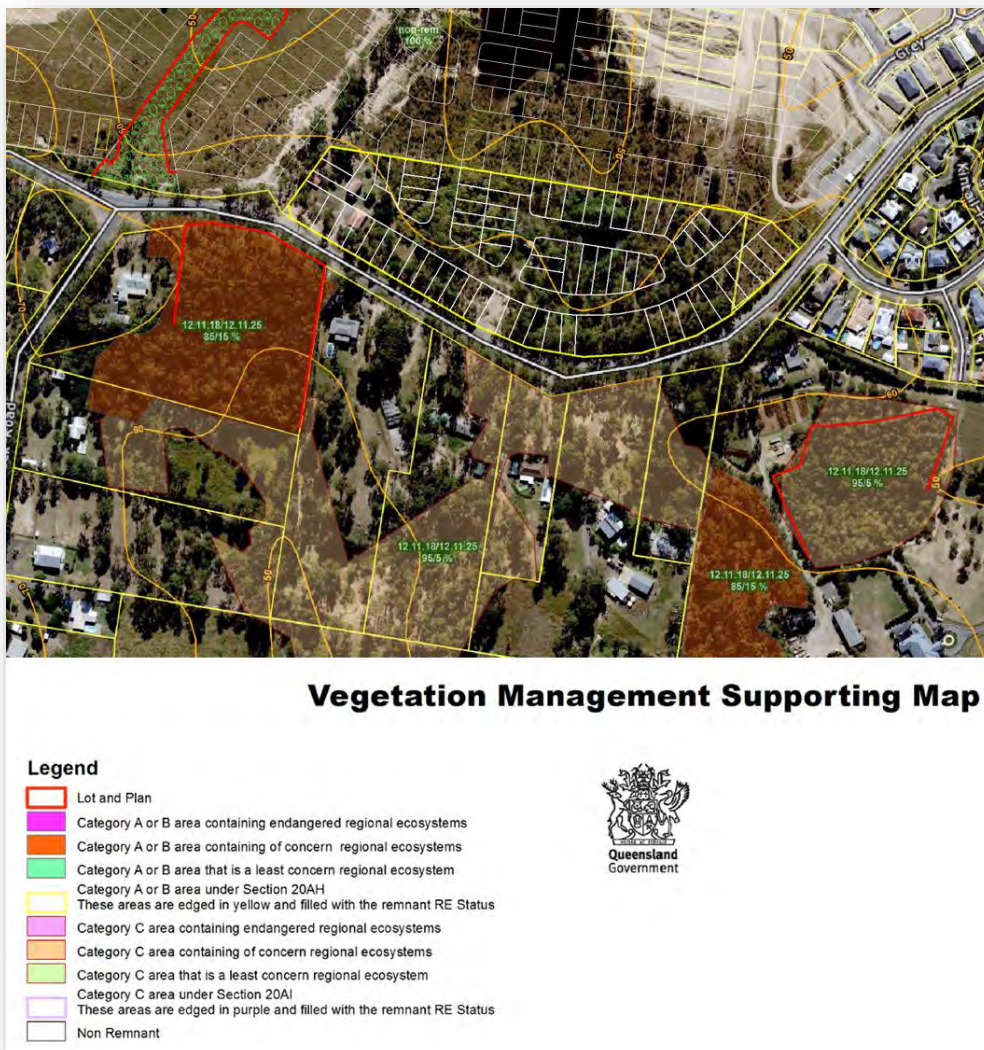 50
non-rem
100 %
50
Grey
50
60
Kintail
12.11.18/12.11.25
85/15 %
70
60
60
12.11.18/12.11.25
95/5 %
50
Road
12.11.18/12.11.25
95/5 %
12.11.18/12.11.25
85/15 %
50
70
Vegetation Management Supporting Map
Legend
Lot and Plan
Category A or B area containing endangered regional ecosystems
Category A or B area containing of concern regional ecosystems
Category A or B area that is a least concern regional ecosystem
Category A or B area under Section 20AH
These areas are edged in yellow and filled with the remnant RE Status
Category C area containing endangered regional ecosystems
Category C area containing of concern regional ecosystems
Category C area that is a least concern regional ecosystem
Category C area under Section 20AI
These areas are edged in purple and filled with the remnant RE Status
Non Remnant
Queensland
Government